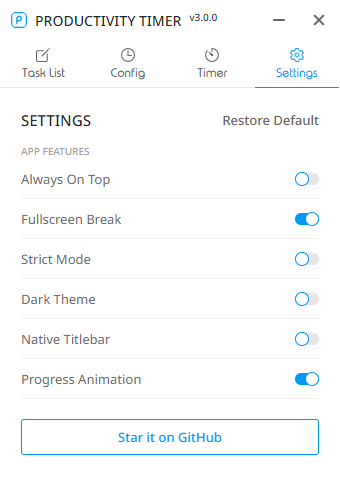 P PRODUCTIVITY TIMER v3.0.0
Task List Config Timer Settings
SETTINGS Restore Default
APP FEATURES
Always On Top
Fullscreen Break
Strict Mode
Dark Theme
Native Titlebar
Progress Animation
Star it on GitHub